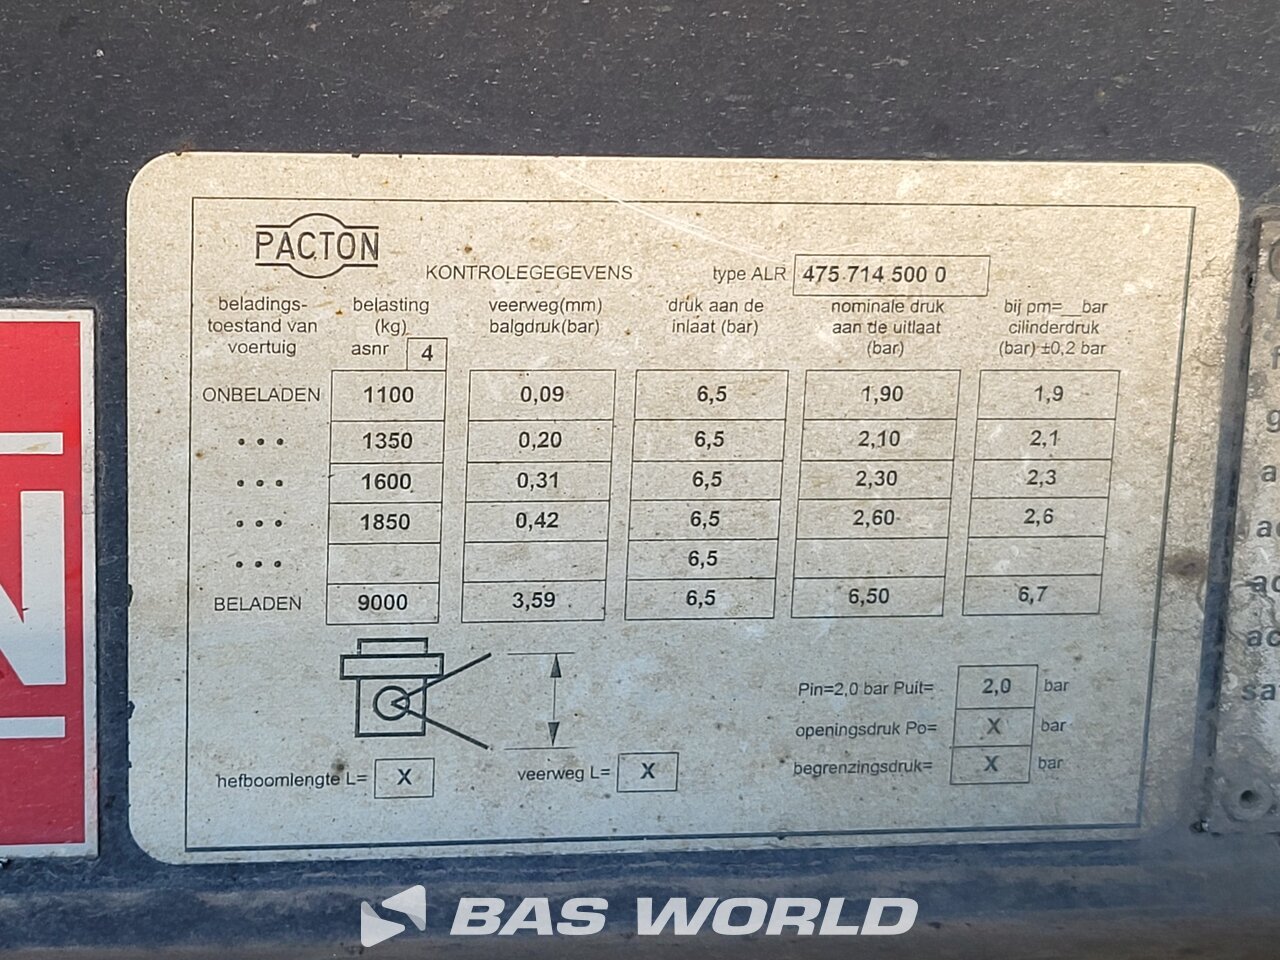 PACTON
KONTROLEGEGEVENS type ALR 475 714 500 0
beladings- belasting veerweg(mm) druk aan de nominale druk bij pm=__bar
toestand van (kg) balgdruk(bar) inlaat (bar) aan de uitlaat cilinderdruk
voertuig asnr 4 (bar) (bar) ±0,2 bar
ONBELADEN 1100 0,09 6,5 1,90 1,9
• • • 1350 0,20 6,5 2,10 2,1
• • • 1600 0,31 6,5 2,30 2,3
• • • 1850 0,42 6,5 2,60 2,6
• • • 6,5
BELADEN 9000 3,59 6,5 6,50 6,7
Pin=2,0 bar Puit= 2,0 bar
openingsdruk Po= X bar
hefboomlengte L= X veerweg L= X begrenzingsdruk= X bar
BAS WORLD